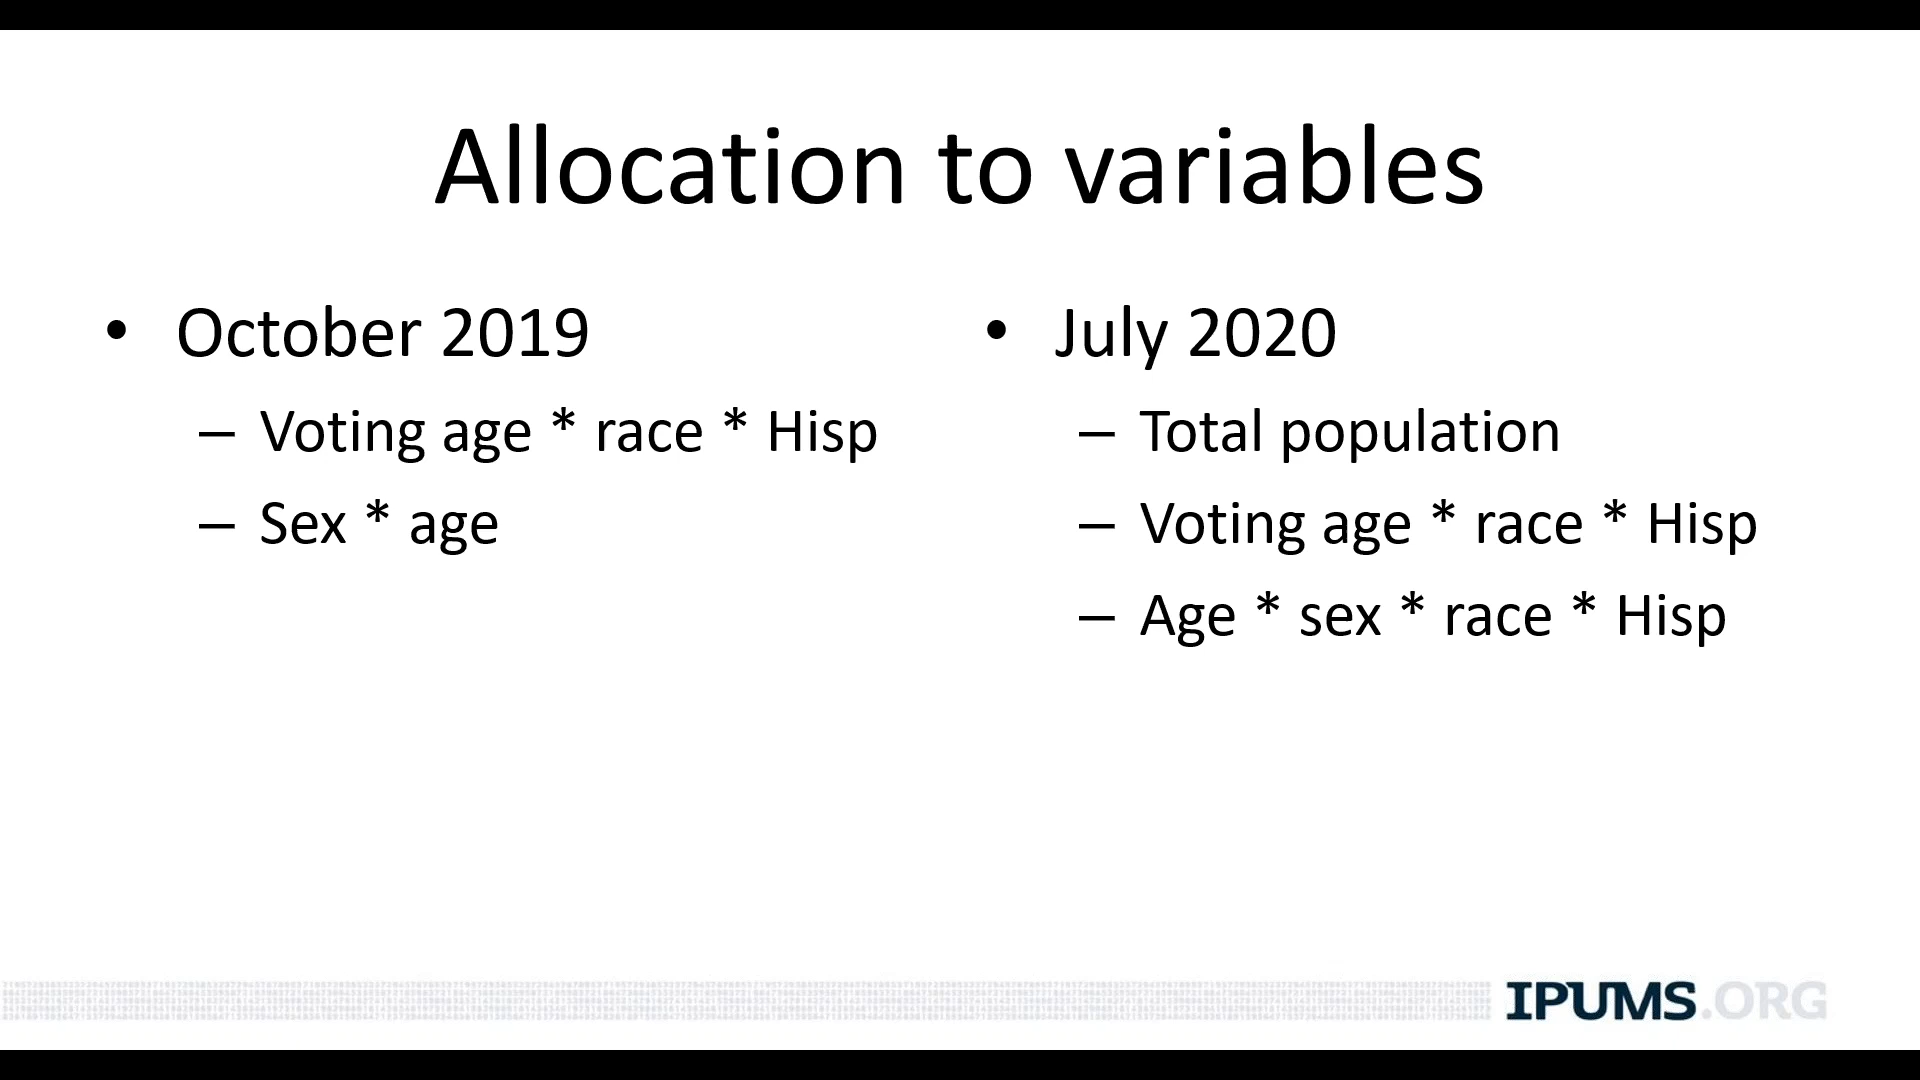 Allocation to variables
• October 2019
– Voting age * race * Hisp
– Sex * age
• July 2020
– Total population
– Voting age * race * Hisp
– Age * sex * race * Hisp
IPUMS.ORG